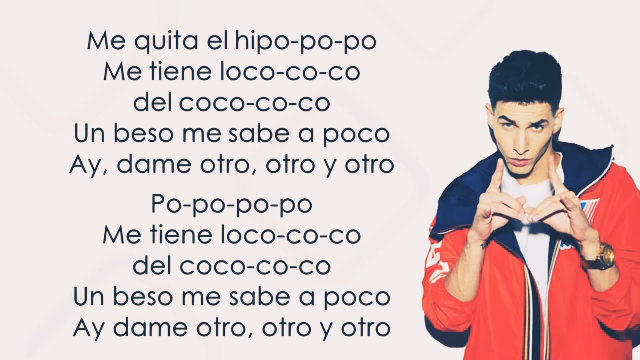 Me quita el hipo-po-po
Me tiene loco-co-co
del coco-co-co
Un beso me sabe a poco
Ay, dame otro, otro y otro
Po-po-po-po
Me tiene loco-co-co
del coco-co-co
Un beso me sabe a poco
Ay dame otro, otro y otro